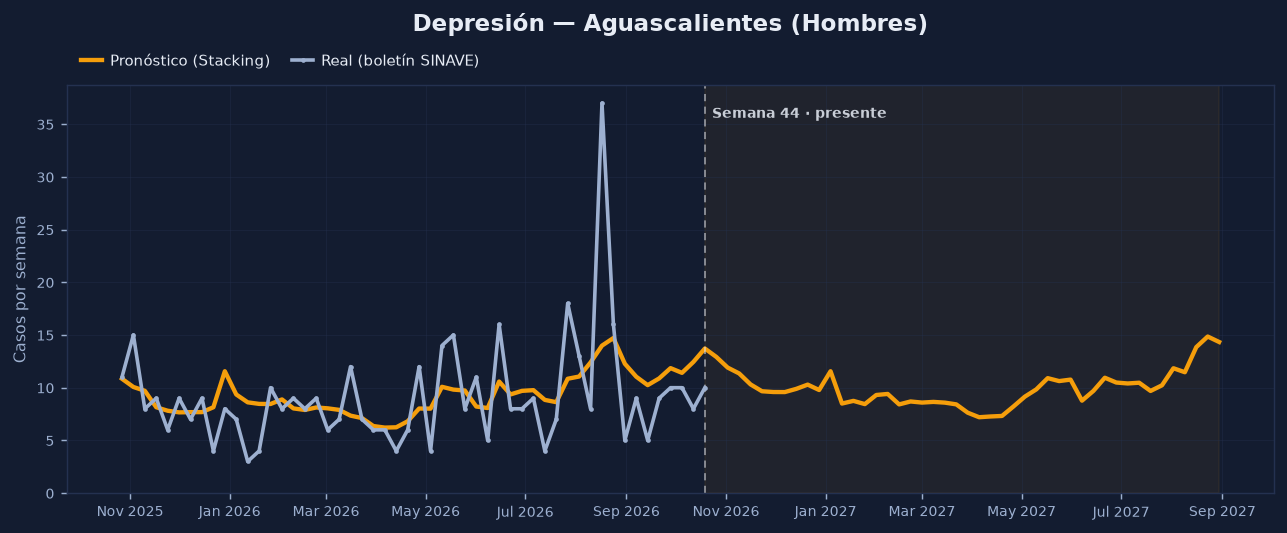 Depresión — Aguascalientes (Hombres)
Pronóstico (Stacking)
Real (boletín SINAVE)
Semana 44 · presente
Casos por semana
35
30
25
20
15
10
5
0
Nov 2025
Jan 2026
Mar 2026
May 2026
Jul 2026
Sep 2026
Nov 2026
Jan 2027
Mar 2027
May 2027
Jul 2027
Sep 2027